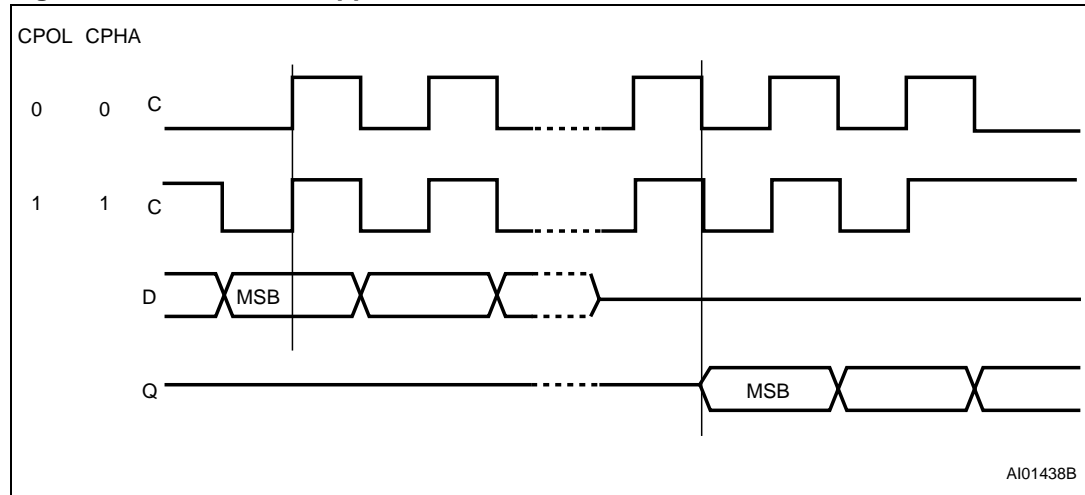 CPOL CPHA
0 0 C
1 1 C
D MSB
Q MSB
AI01438B